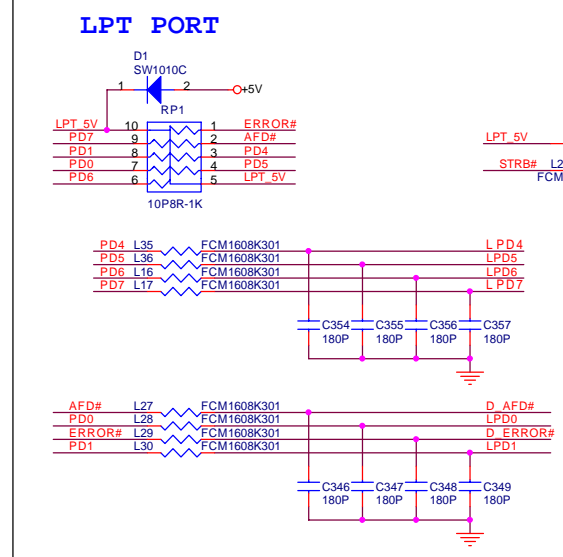 LPT PORT
D1
SW1010C
1 2 +5V
RP1
LPT_5V 10 1 ERROR#
PD7 9 2 AFD#
PD1 8 3 PD4
PD0 7 4 PD5
PD6 6 5 LPT_5V
10P8R-1K
LPT_5V
STRB# L2
FCM
PD4 L35 FCM1608K301 LPD4
PD5 L36 FCM1608K301 LPD5
PD6 L16 FCM1608K301 LPD6
PD7 L17 FCM1608K301 LPD7
C354 C355 C356 C357
180P 180P 180P 180P
AFD# L27 FCM1608K301 D_AFD#
PD0 L28 FCM1608K301 LPD0
ERROR# L29 FCM1608K301 D_ERROR#
PD1 L30 FCM1608K301 LPD1
C346 C347 C348 C349
180P 180P 180P 180P